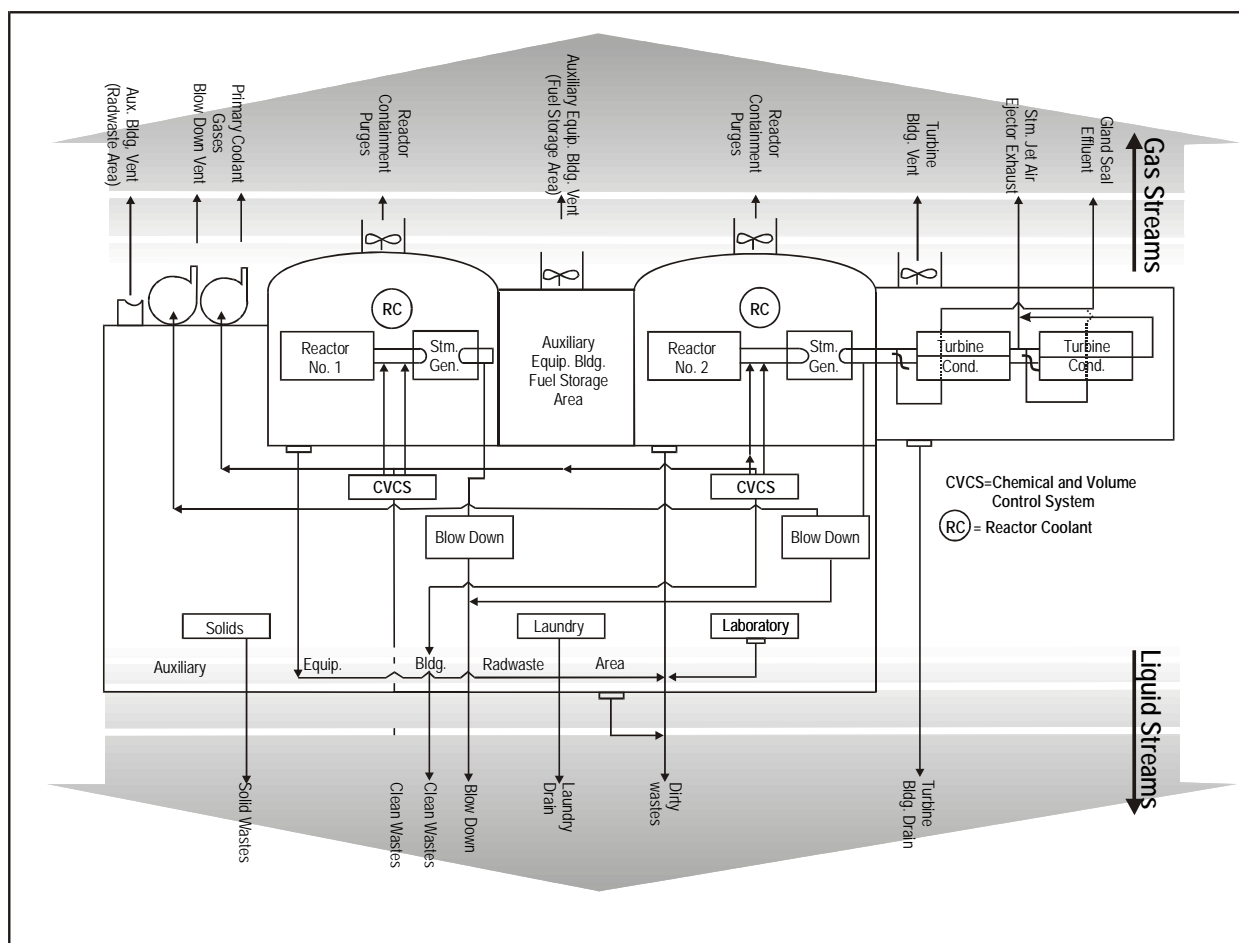 Aux. Bldg. Vent
(Radwaste Area)
Blow Down Vent
Primary Coolant
Gases
Reactor
Containment
Purges
Auxiliary Equip. Bldg. Vent
(Fuel Storage Area)
Reactor
Containment
Purges
Turbine
Bldg. Vent
Stm. Jet Air
Ejector Exhaust
Gland Seal
Effluent
Gas Streams
RC
Reactor
No. 1
Stm.
Gen.
Auxiliary
Equip. Bldg.
Fuel Storage
Area
RC
Reactor
No. 2
Stm.
Gen.
Turbine
Cond.
Turbine
Cond.
CVCS
CVCS
CVCS=Chemical and Volume
Control System
RC = Reactor Coolant
Blow Down
Blow Down
Solids
Laundry
Laboratory
Auxiliary Equip. Bldg. Radwaste Area
Liquid Streams
Solid Wastes
Clean Wastes
Clean Wastes
Blow Down
Laundry
Drain
Dirty
wastes
Turbine
Bldg. Drain